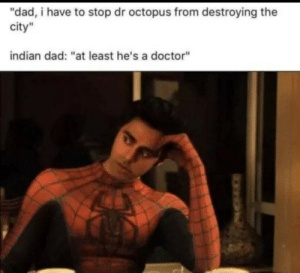 "dad, i have to stop dr octopus from destroying the
city"
indian dad: "at least he's a doctor"